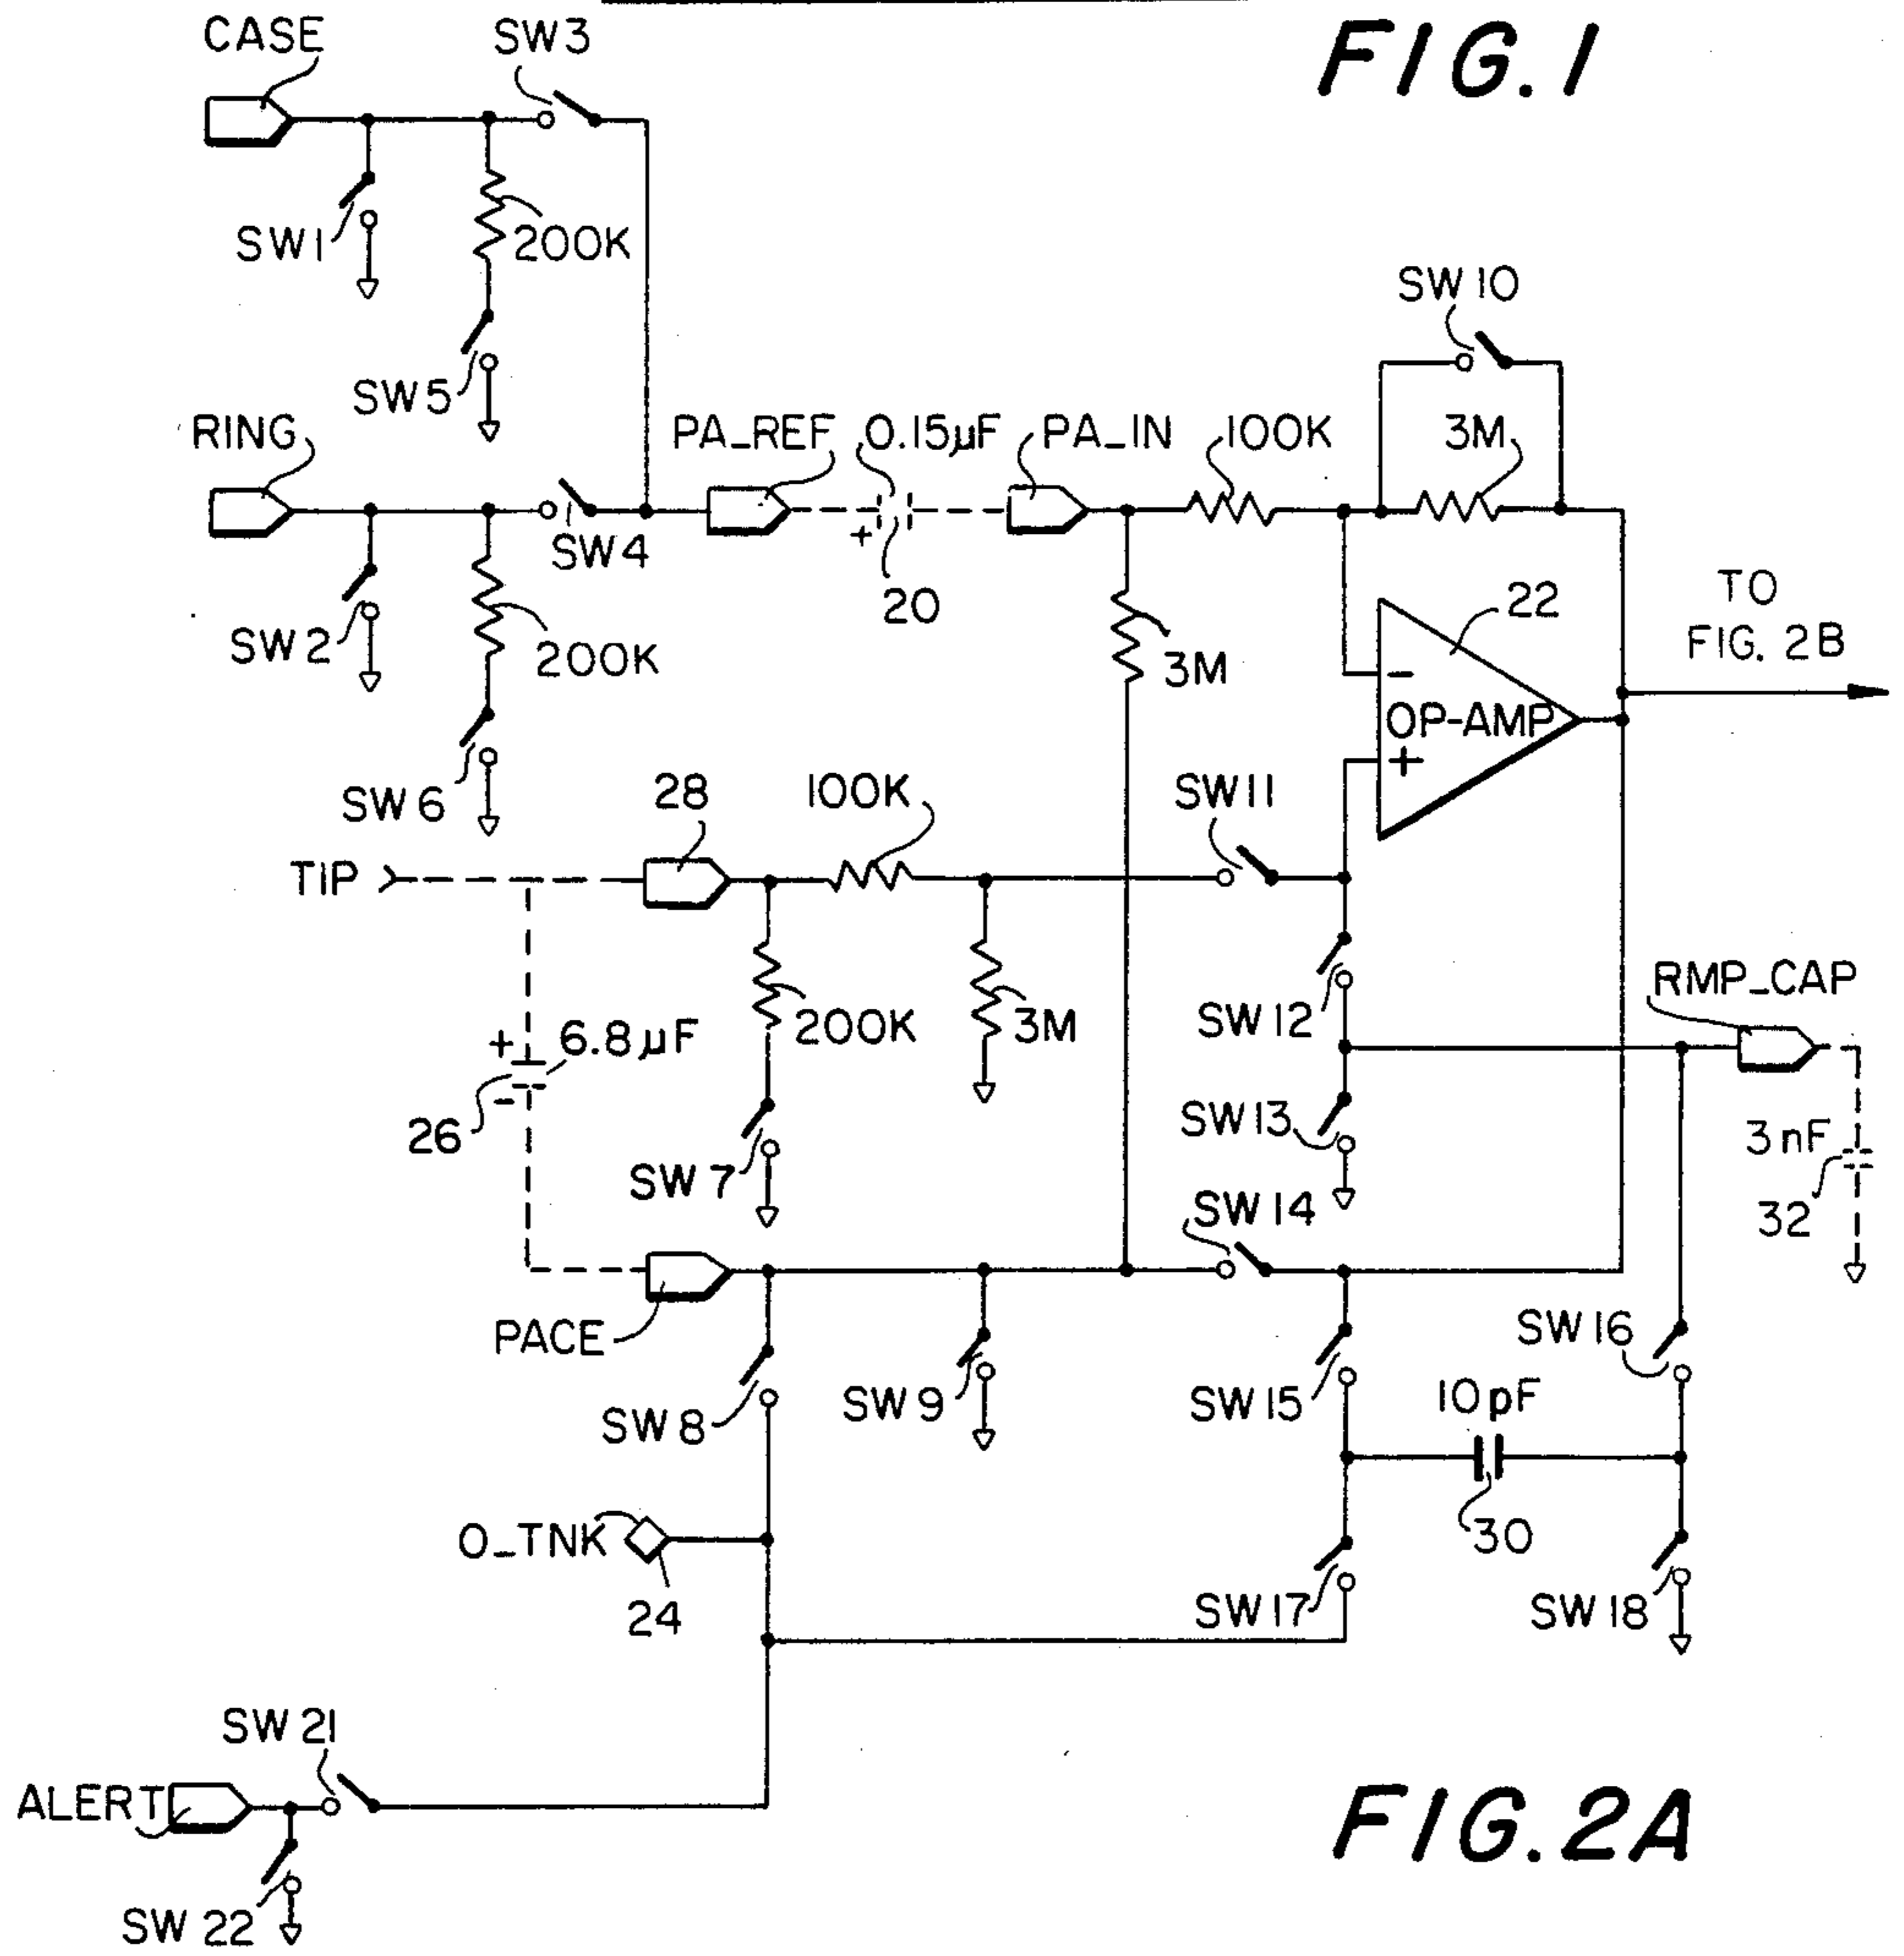 FIG.1
CASE
SW3
SW1
200K
SW5
SW10
RING
PA_REF
0.15µF
PA_IN
100K
3M
SW4
20
SW2
200K
3M
22
TO
FIG. 2B
-
OP-AMP
+
SW6
28
100K
SW11
TIP
+
6.8µF
-
26
200K
3M
SW12
RMP_CAP
SW7
SW13
3nF
32
SW14
PACE
SW8
SW9
SW15
SW16
10pF
30
O_TNK
24
SW17
SW18
SW21
ALERT
SW22
+
FIG.2A